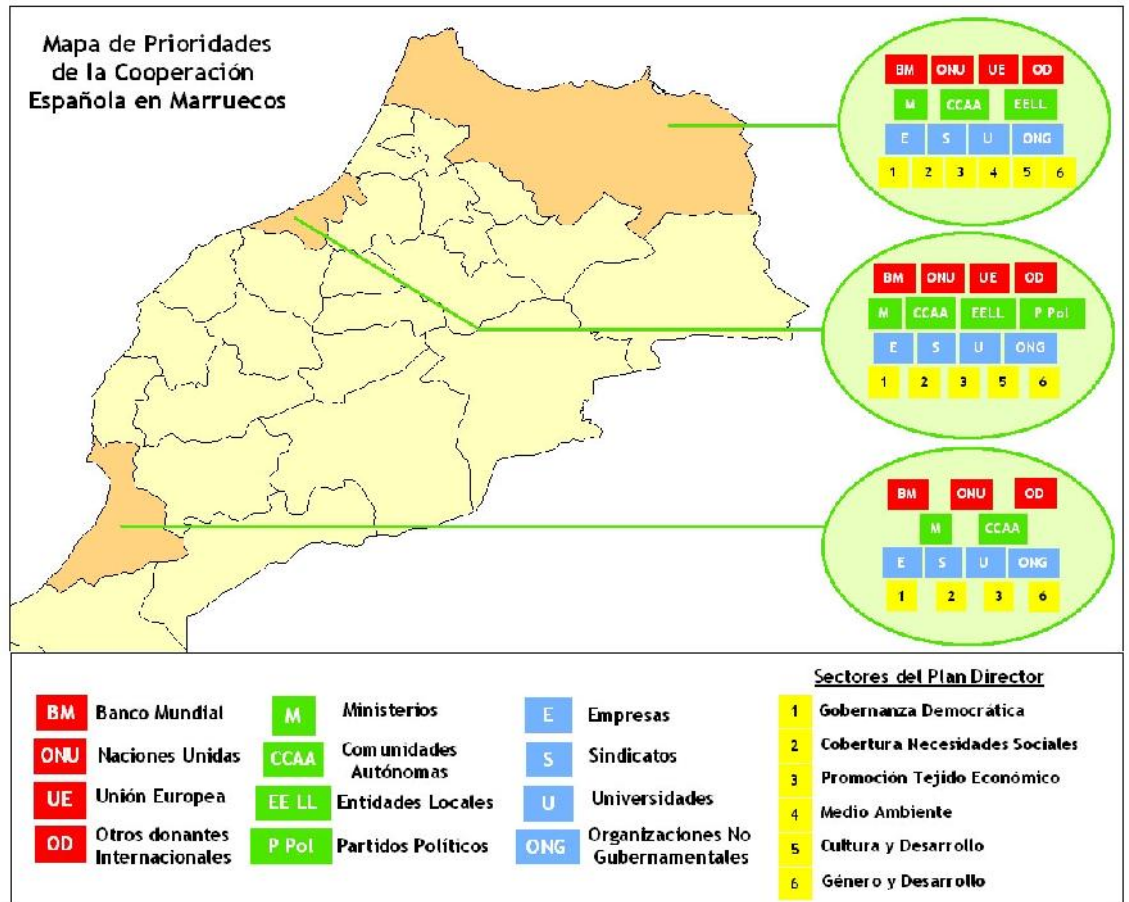 Mapa de Prioridades
de la Cooperación
Española en Marruecos
BM ONU UE OD
M CCAA EELL
E S U ONG
1 2 3 4 5 6
BM ONU UE OD
M CCAA EELL P Pol
E S U ONG
1 2 3 5 6
BM ONU OD
M CCAA
E S U ONG
1 2 3 6
BM Banco Mundial
ONU Naciones Unidas
UE Unión Europea
OD Otros donantes
Internacionales
M Ministerios
CCAA Comunidades
Autónomas
EE LL Entidades Locales
P Pol Partidos Políticos
E Empresas
S Sindicatos
U Universidades
ONG Organizaciones No
Gubernamentales
Sectores del Plan Director
1 Gobernanza Democrática
2 Cobertura Necesidades Sociales
3 Promoción Tejido Económico
4 Medio Ambiente
5 Cultura y Desarrollo
6 Género y Desarrollo